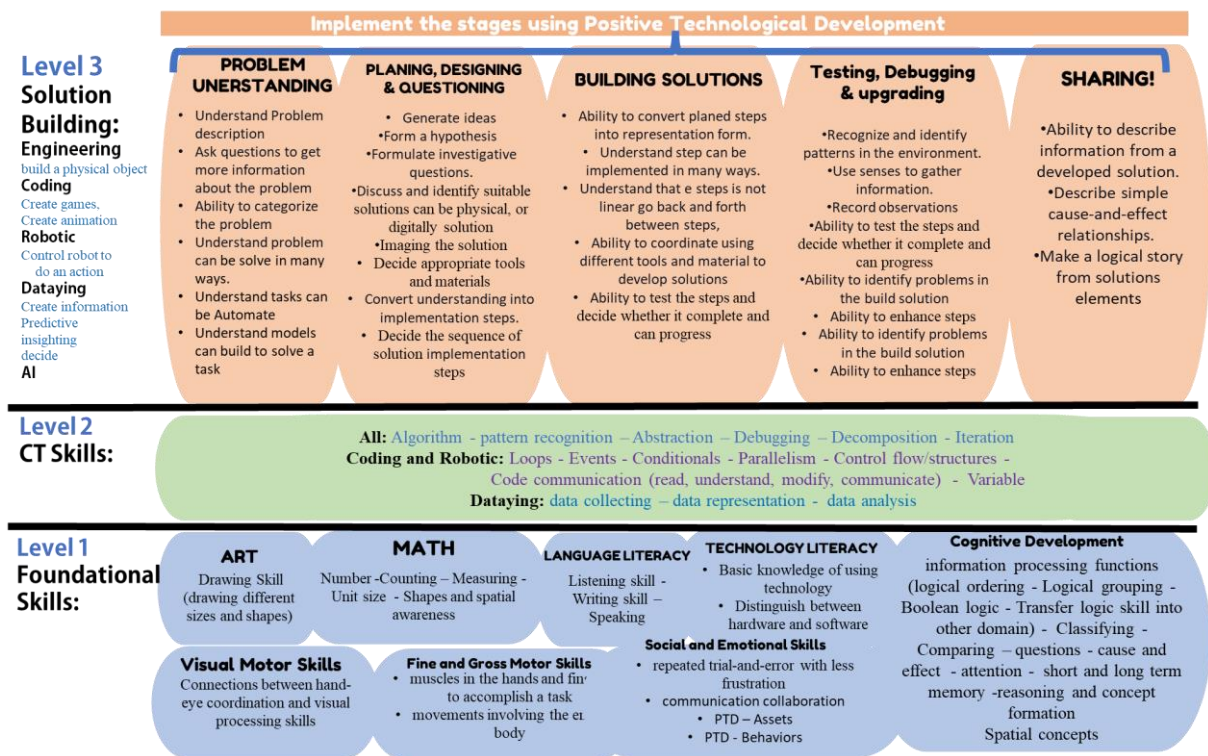 Implement the stages using Positive Technological Development
Level 3
Solution
Building:
Engineering
build a physical object
Coding
Create games,
Create animation
Robotic
Control robot to
do an action
Dataying
Create information
Predictive
insighting
decide
AI
PROBLEM
UNERSTANDING
• Understand Problem
description
• Ask questions to get
more information
about the problem
• Ability to categorize
the problem
• Understand problem
can be solve in many
ways.
• Understand tasks can
be Automate
• Understand models
can build to solve a
task
PLANING, DESIGNING
& QUESTIONING
• Generate ideas
•Form a hypothesis
•Formulate investigative
questions.
•Discuss and identify suitable
solutions can be physical, or
digitally solution
•Imaging the solution
• Decide appropriate tools
and materials
• Convert understanding into
implementation steps.
• Decide the sequence of
solution implementation
steps
BUILDING SOLUTIONS
• Ability to convert planed steps
into representation form.
• Understand step can be
implemented in many ways.
• Understand that e steps is not
linear go back and forth
between steps,
• Ability to coordinate using
different tools and material to
develop solutions
• Ability to test the steps and
decide whether it complete and
can progress
Testing, Debugging
& upgrading
•Recognize and identify
patterns in the environment.
•Use senses to gather
information.
•Record observations
•Ability to test the steps and
decide whether it complete and
can progress
•Ability to identify problems in
the build solution
• Ability to enhance steps
• Ability to identify problems
in the build solution
• Ability to enhance steps
SHARING!
•Ability to describe
information from a
developed solution.
•Describe simple
cause-and-effect
relationships.
•Make a logical story
from solutions
elements
Level 2
CT Skills:
All: Algorithm - pattern recognition – Abstraction – Debugging – Decomposition - Iteration
Coding and Robotic: Loops - Events - Conditionals - Parallelism - Control flow/structures -
Code communication (read, understand, modify, communicate) - Variable
Dataying: data collecting – data representation - data analysis
Level 1
Foundational
Skills:
ART
Drawing Skill
(drawing different
sizes and shapes)
MATH
Number -Counting – Measuring -
Unit size - Shapes and spatial
awareness
LANGUAGE LITERACY
Listening skill -
Writing skill –
Speaking
TECHNOLOGY LITERACY
• Basic knowledge of using
technology
• Distinguish between
hardware and software
Cognitive Development
information processing functions
(logical ordering - Logical grouping -
Boolean logic - Transfer logic skill into
other domain) - Classifying -
Comparing – questions - cause and
effect - attention - short and long term
memory -reasoning and concept
formation
Spatial concepts
Visual Motor Skills
Connections between hand-
eye coordination and visual
processing skills
Fine and Gross Motor Skills
• muscles in the hands and
to accomplish a task
• movements involving the
body
Social and Emotional Skills
• repeated trial-and-error with less
frustration
• communication collaboration
• PTD – Assets
• PTD - Behaviors